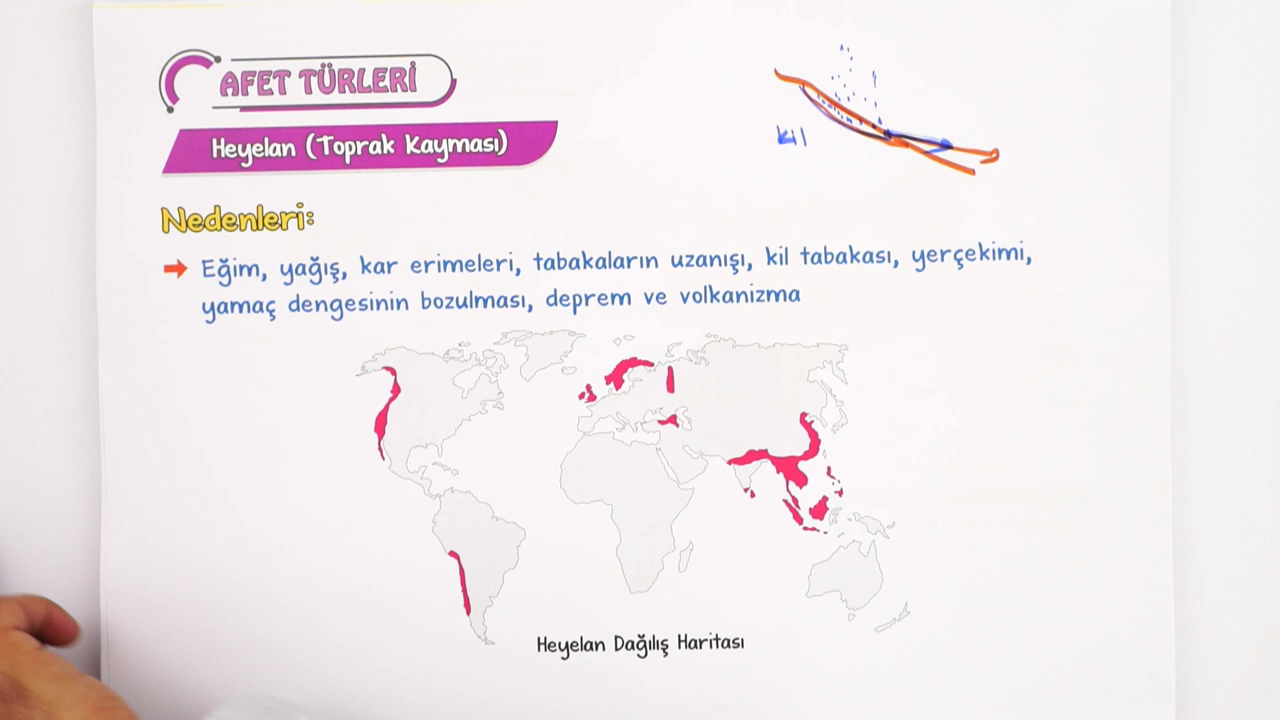 AFET TÜRLERİ
Heyelan (Toprak Kayması)
kil
Nedenleri:
Eğim, yağış, kar erimeleri, tabakaların uzanışı, kil tabakası, yerçekimi,
yamaç dengesinin bozulması, deprem ve volkanizma
Heyelan Dağılış Haritası